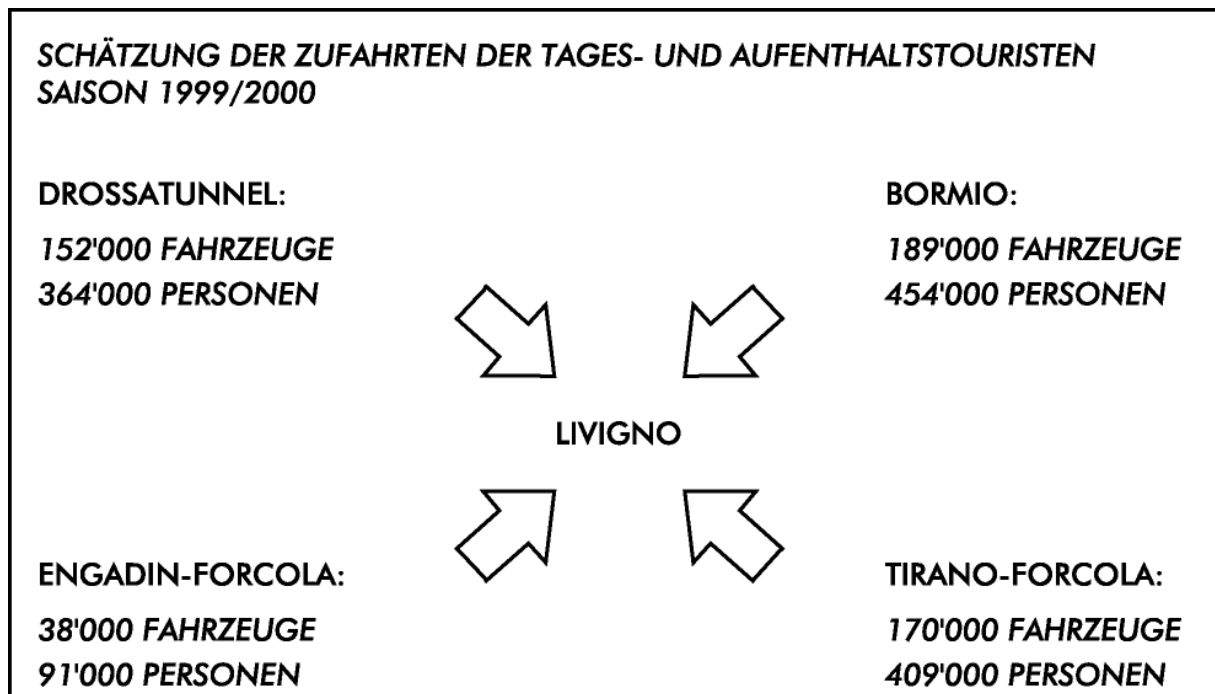 SCHÄTZUNG DER ZUFAHRTEN DER TAGES- UND AUFENTHALTSTOURISTEN
SAISON 1999/2000
DROSSATUNNEL:
152'000 FAHRZEUGE
364'000 PERSONEN
BORMIO:
189'000 FAHRZEUGE
454'000 PERSONEN
LIVIGNO
ENGADIN-FORCOLA:
38'000 FAHRZEUGE
91'000 PERSONEN
TIRANO-FORCOLA:
170'000 FAHRZEUGE
409'000 PERSONEN